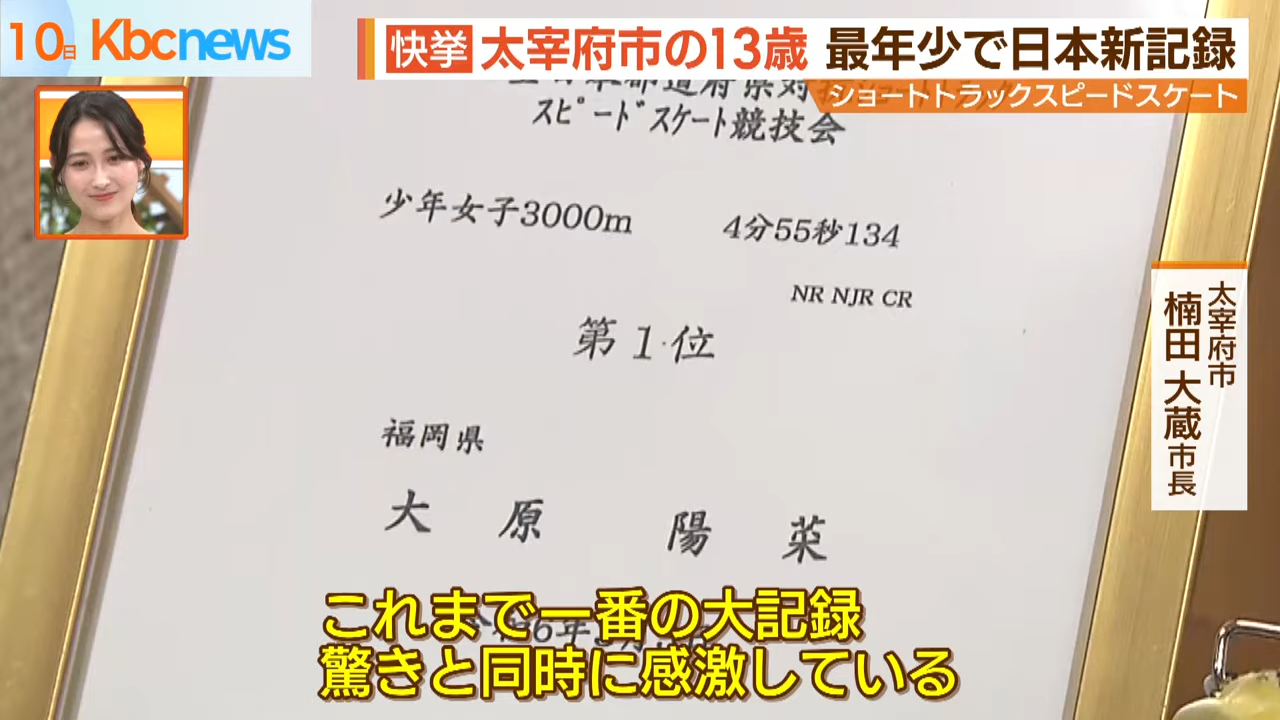 10日 Kbcnews
快挙 太宰府市の13歳 最年少で日本新記録
ショートトラックスピードスケート
スピードスケート競技会
少年女子3000m 4分55秒134
NR NJR CR
第1位
福岡県
大原 陽菜
太宰府市
楠田 大蔵市長
これまで一番の大記録
驚きと同時に感激している